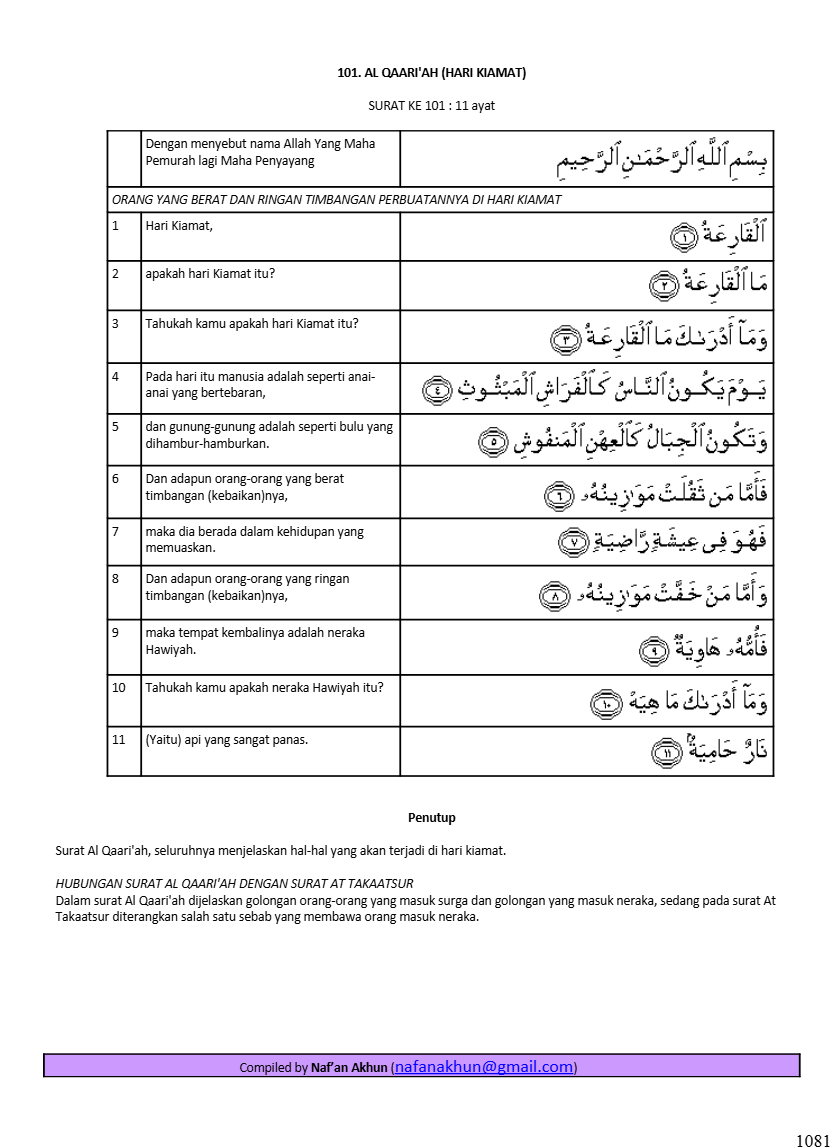 101. AL QAARI'AH (HARI KIAMAT)
SURAT KE 101 : 11 ayat
Dengan menyebut nama Allah Yang Maha
Pemurah lagi Maha Penyayang
بِسْمِ ٱللَّهِ ٱلرَّحْمَـٰنِ ٱلرَّحِيمِ
ORANG YANG BERAT DAN RINGAN TIMBANGAN PERBUATANNYA DI HARI KIAMAT
1
Hari Kiamat,
ٱلْقَارِعَةُ ١
2
apakah hari Kiamat itu?
مَا ٱلْقَارِعَةُ ٢
3
Tahukah kamu apakah hari Kiamat itu?
وَمَآ أَدْرَىٰكَ مَا ٱلْقَارِعَةُ ٣
4
Pada hari itu manusia adalah seperti anai-
anai yang bertebaran,
يَوْمَ يَكُونُ ٱلنَّاسُ كَٱلْفَرَاشِ ٱلْمَبْثُوثِ ٤
5
dan gunung-gunung adalah seperti bulu yang
dihambur-hamburkan.
وَتَكُونُ ٱلْجِبَالُ كَٱلْعِهْنِ ٱلْمَنفُوشِ ٥
6
Dan adapun orang-orang yang berat
timbangan (kebaikan)nya,
فَأَمَّا مَن ثَقُلَتْ مَوَٰزِينُهُۥ ٦
7
maka dia berada dalam kehidupan yang
memuaskan.
فَهُوَ فِى عِيشَةٍ رَّاضِيَةٍ ٧
8
Dan adapun orang-orang yang ringan
timbangan (kebaikan)nya,
وَأَمَّا مَنْ خَفَّتْ مَوَٰزِينُهُۥ ٨
9
maka tempat kembalinya adalah neraka
Hawiyah.
فَأُمُّهُۥ هَاوِيَةٌ ٩
10
Tahukah kamu apakah neraka Hawiyah itu?
وَمَآ أَدْرَىٰكَ مَا هِيَهْ ١٠
11
(Yaitu) api yang sangat panas.
نَارٌ حَامِيَةٌۢ ١١
Penutup
Surat Al Qaari'ah, seluruhnya menjelaskan hal-hal yang akan terjadi di hari kiamat.
HUBUNGAN SURAT AL QAARI'AH DENGAN SURAT AT TAKAATSUR
Dalam surat Al Qaari'ah dijelaskan golongan orang-orang yang masuk surga dan golongan yang masuk neraka, sedang pada surat At
Takaatsur diterangkan salah satu sebab yang membawa orang masuk neraka.
Compiled by Naf’an Akhun (nafanakhun@gmail.com)
1081